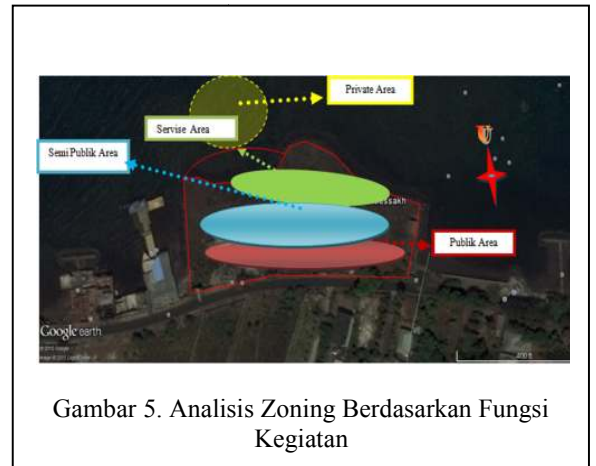 Private Area
Servise Area
Semi Publik Area
U
Publik Area
Google earth
Gambar 5. Analisis Zoning Berdasarkan Fungsi
Kegiatan